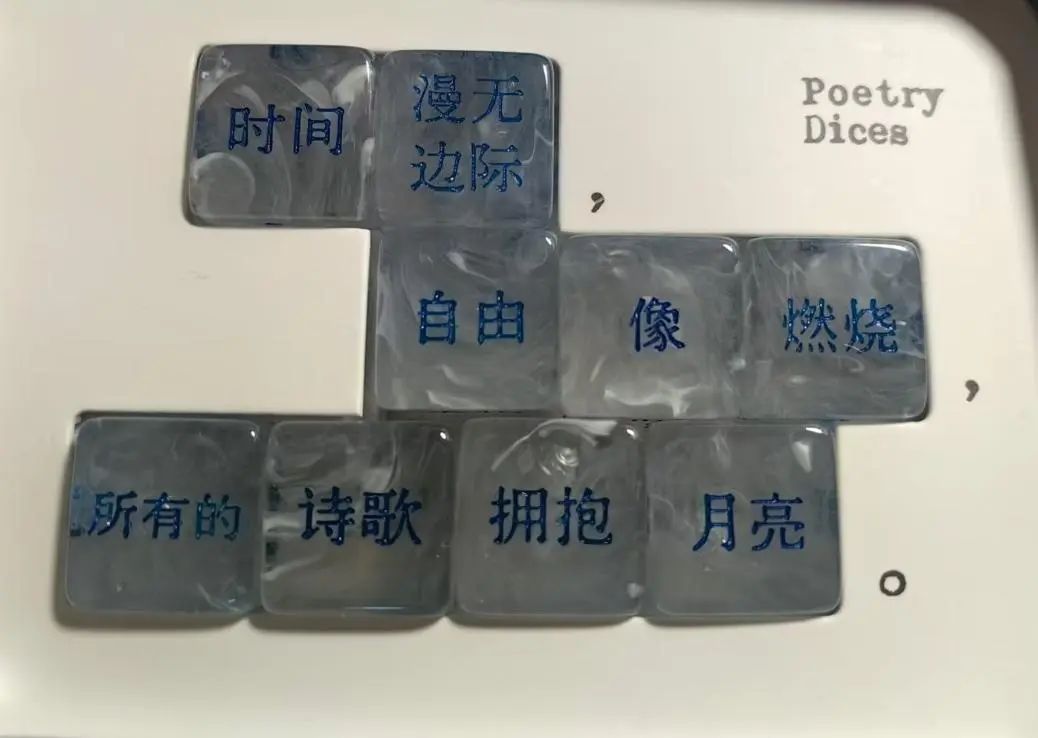 Poetry
Dices
时间漫无边际,
自由像燃烧,
所有的诗歌拥抱月亮。